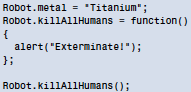 Robot.metal = "Titanium";
Robot.killAllHumans = function()
{
  alert("Exterminate!");
};

Robot.killAllHumans();